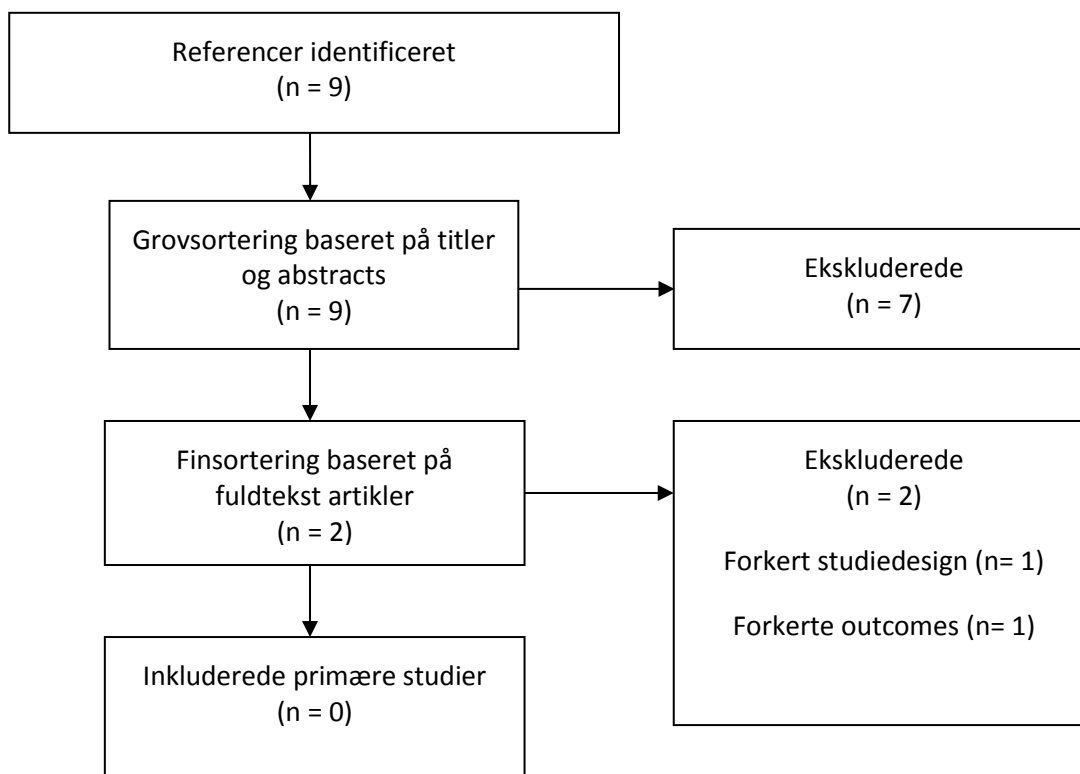 Referencer identificeret
(n = 9)
Grovsortering baseret på titler
og abstracts
(n = 9)
Ekskluderede
(n = 7)
Finsortering baseret på
fuldtekst artikler
(n = 2)
Ekskluderede
(n = 2)
Forkert studiedesign (n= 1)
Forkerte outcomes (n= 1)
Inkluderede primære studier
(n = 0)